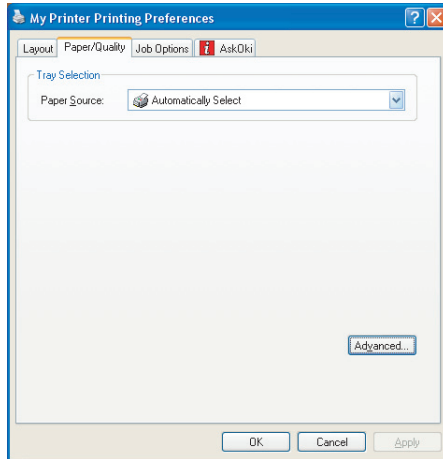 My Printer Printing Preferences
Layout Paper/Quality Job Options i AskOki
Tray Selection
Paper Source: Automatically Select
Advanced...
OK Cancel Apply